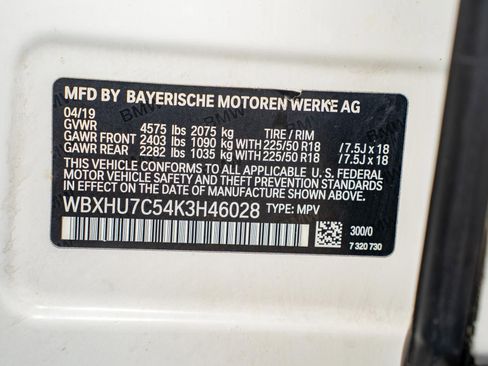 MFD BY BAYERISCHE MOTOREN WERKE AG
04/19 TIRE / RIM
GVWR 4575 lbs 2075 kg
GAWR FRONT 2403 lbs 1090 kg WITH 225/50 R18 /7.5J x 18
GAWR REAR 2282 lbs 1035 kg WITH 225/50 R18 /7.5J x 18
THIS VEHICLE CONFORMS TO ALL APPLICABLE U.S. FEDERAL
MOTOR VEHICLE SAFETY, BUMPER, AND THEFT PREVENTION
STANDARDS IN EFFECT ON THE DATE OF MANUFACTURE SHOWN ABOVE.
WBXHU7C54K3H46028 TYPE: MPV
300/0
7 320 730